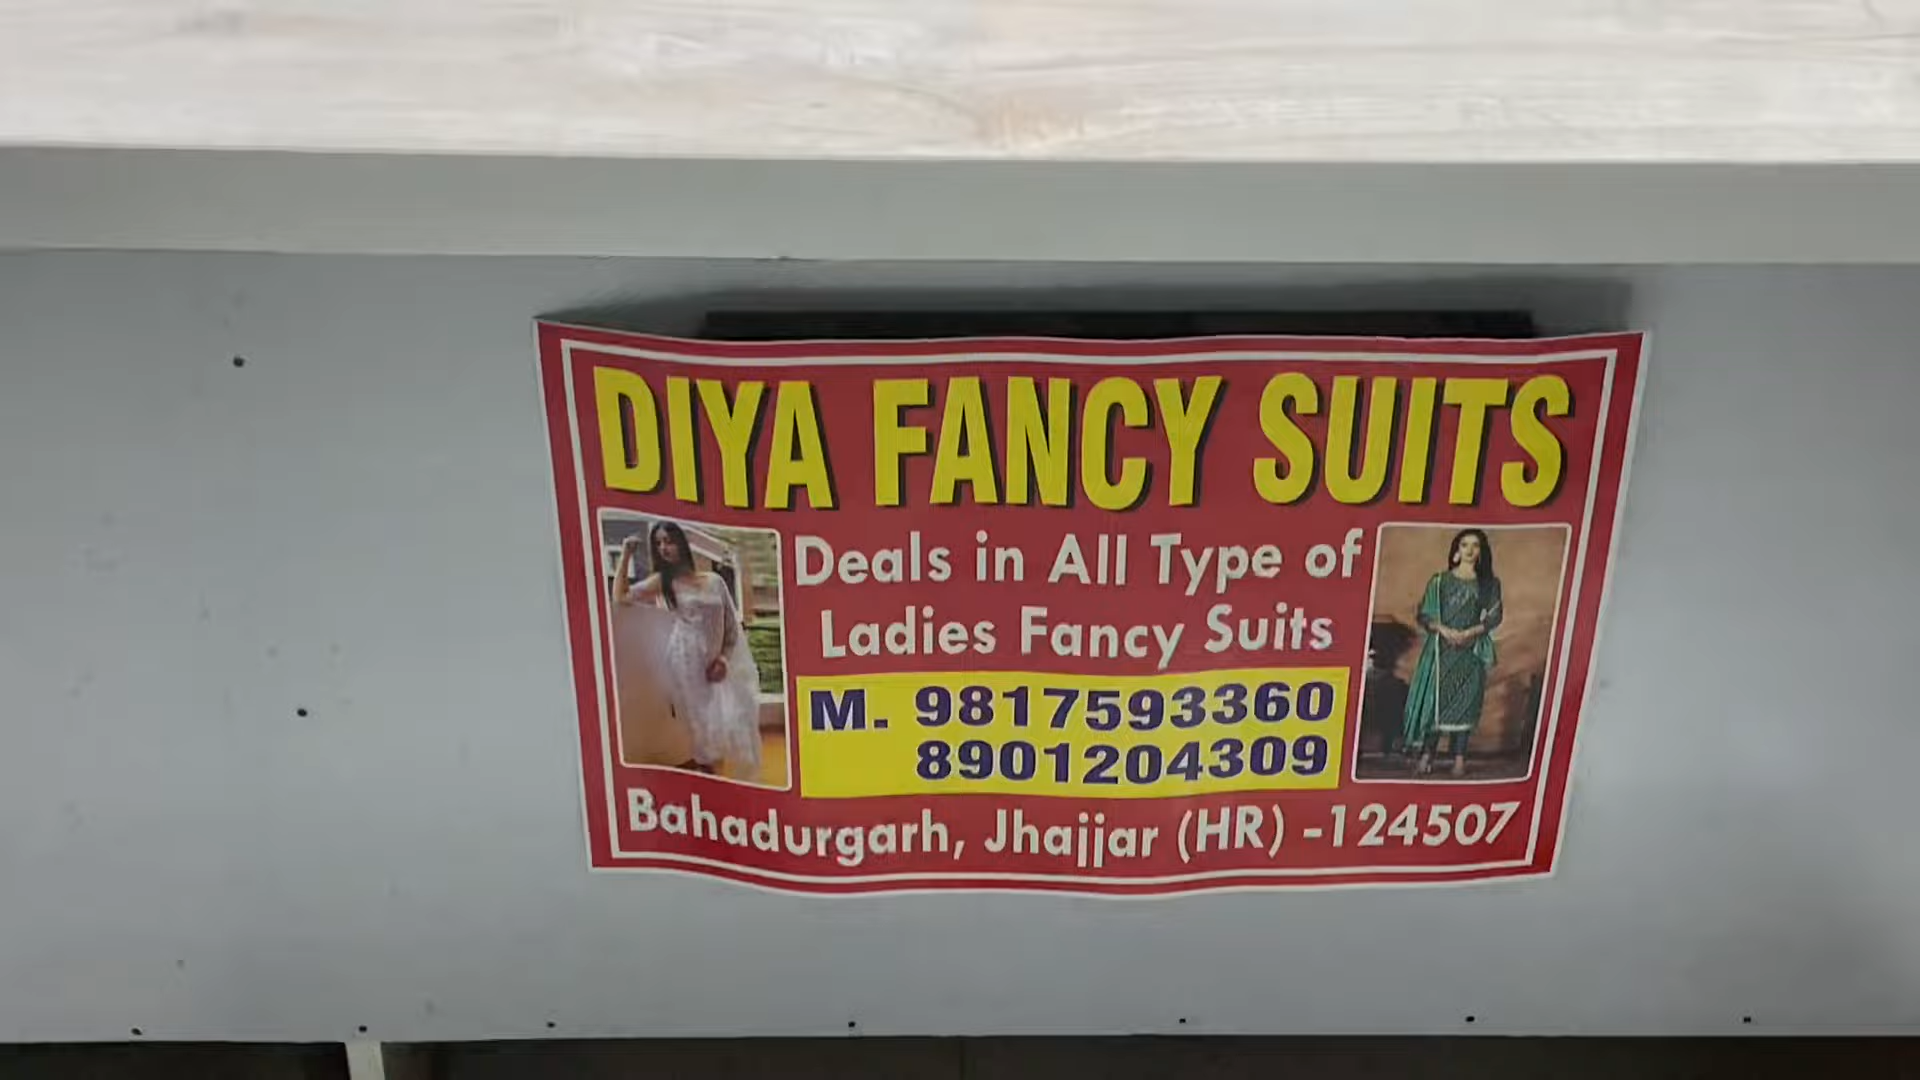 DIYA FANCY SUITS
Deals in All Type of
Ladies Fancy Suits
M. 9817593360
8901204309
Bahadurgarh, Jhajjar (HR) -124507